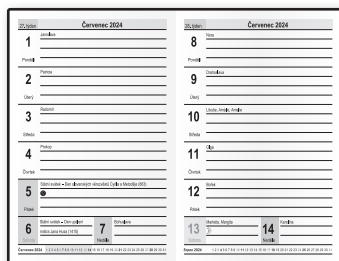 27. týden
Červenec 2024
1
Jaroslava
Pondělí
2
Patricie
Úterý
3
Radomír
Středa
4
Prokop
Čtvrtek
5
Státní svátek – Den slovanských věrozvěstů Cyrila a Metoděje (863)
Pátek
6
Státní svátek – Den upálení
mistra Jana Husa (1415)
Sobota
7
Bohuslava
Neděle
Červenec 2024
28. týden
Červenec 2024
8
Nora
Pondělí
9
Drahoslava
Úterý
10
Libuše, Amálie, Amálie
Středa
11
Olga
Čtvrtek
12
Bořek
Pátek
13
Markéta, Margita
Sobota
14
Karolína
Neděle
Srpen 2024